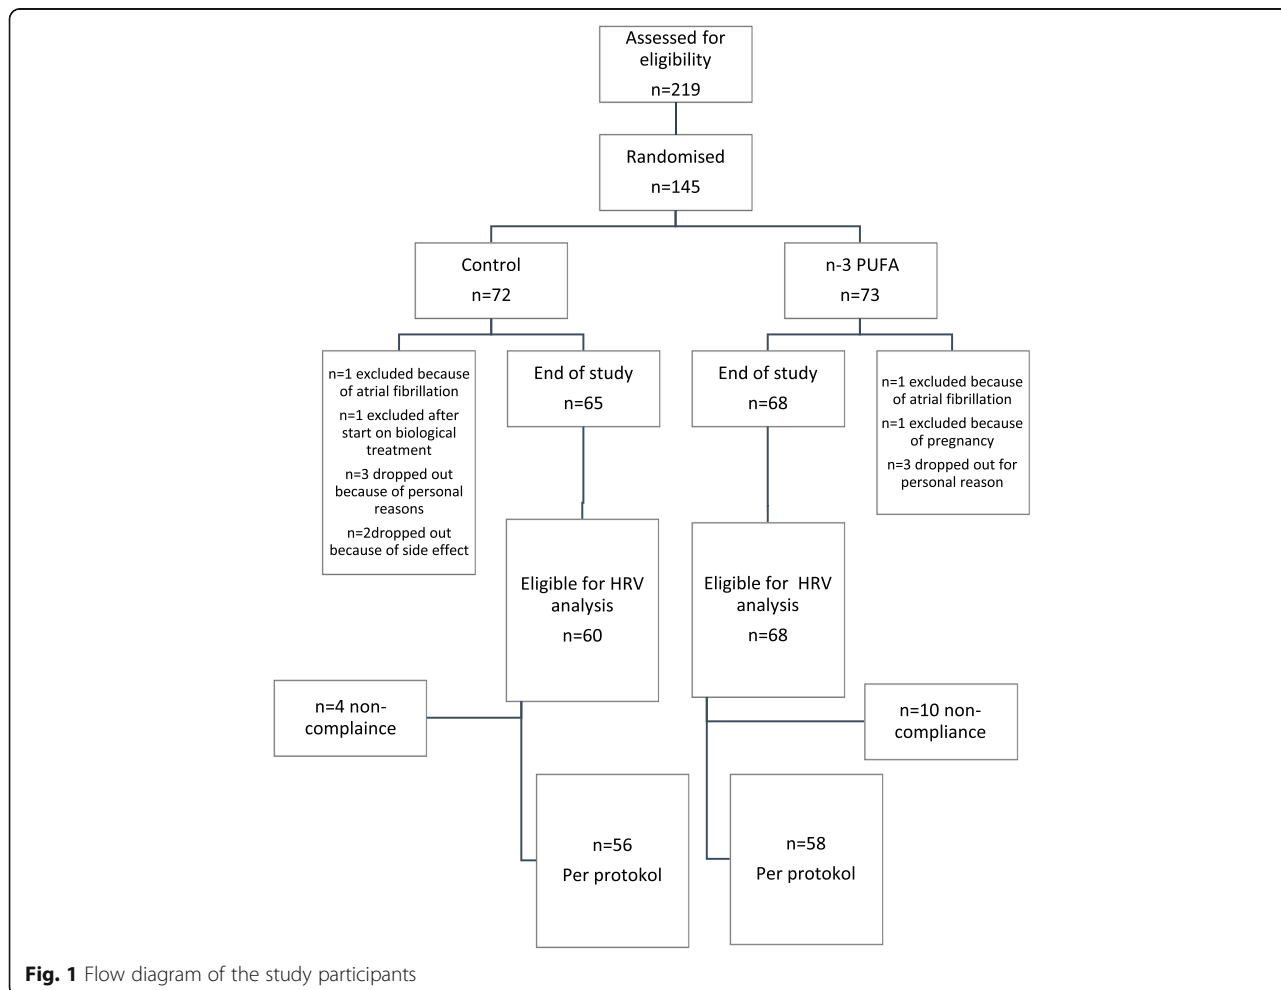 Assessed for
eligibility
n=219
Randomised
n=145
Control
n=72
n-3 PUFA
n=73
n=1 excluded because
of atrial fibrillation
n=1 excluded after
start on biological
treatment
n=3 dropped out
because of personal
reasons
n=2dropped out
because of side effect
End of study
n=65
End of study
n=68
n=1 excluded because
of atrial fibrillation
n=1 excluded because
of pregnancy
n=3 dropped out for
personal reason
Eligible for HRV
analysis
n=60
Eligible for  HRV
analysis
n=68
n=4 non-
complaince
n=10 non-
compliance
n=56
Per protokol
n=58
Per protokol
Fig. 1 Flow diagram of the study participants